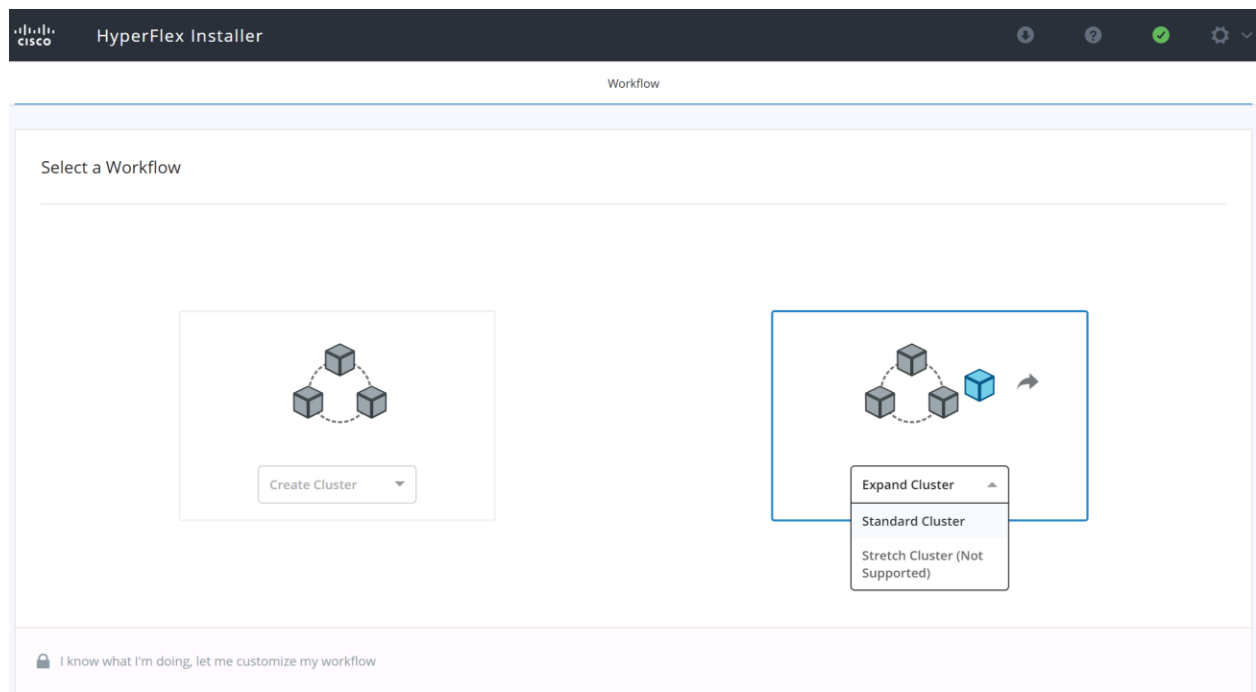 cisco
HyperFlex Installer
Workflow
Select a Workflow
Create Cluster
Expand Cluster
Standard Cluster
Stretch Cluster (Not
Supported)
I know what I'm doing, let me customize my workflow